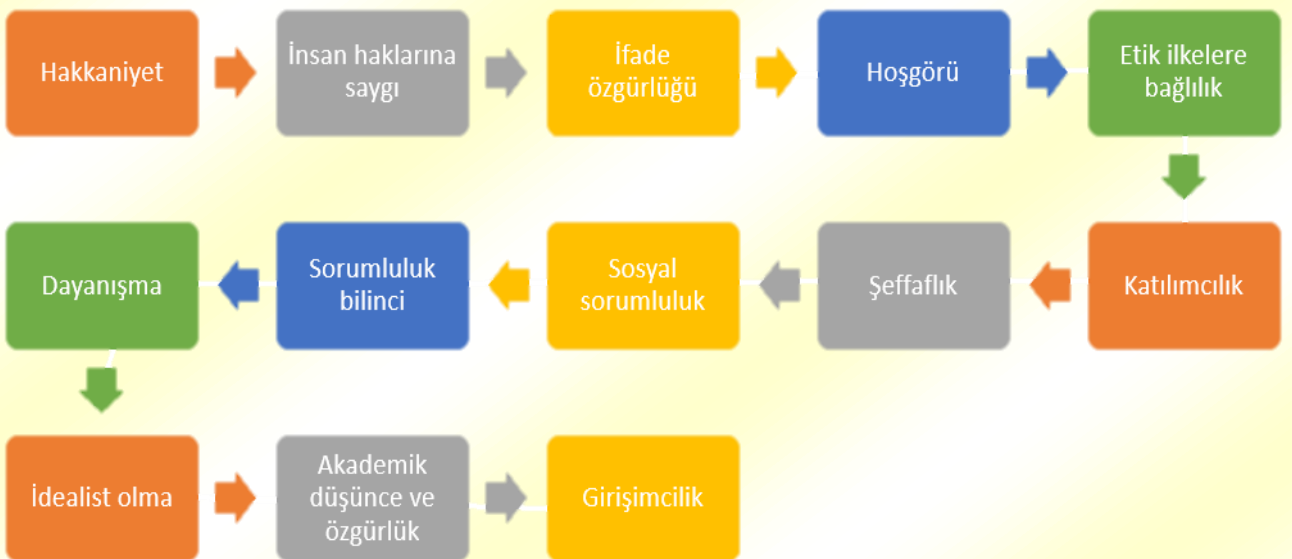 Hakkaniyet
İnsan haklarına
saygı
İfade
özgürlüğü
Hoşgörü
Etik ilkelere
bağlılık
Katılımcılık
Şeffaflık
Sosyal
sorumluluk
Sorumluluk
bilinci
Dayanışma
İdealist olma
Akademik
düşünce ve
özgürlük
Girişimcilik